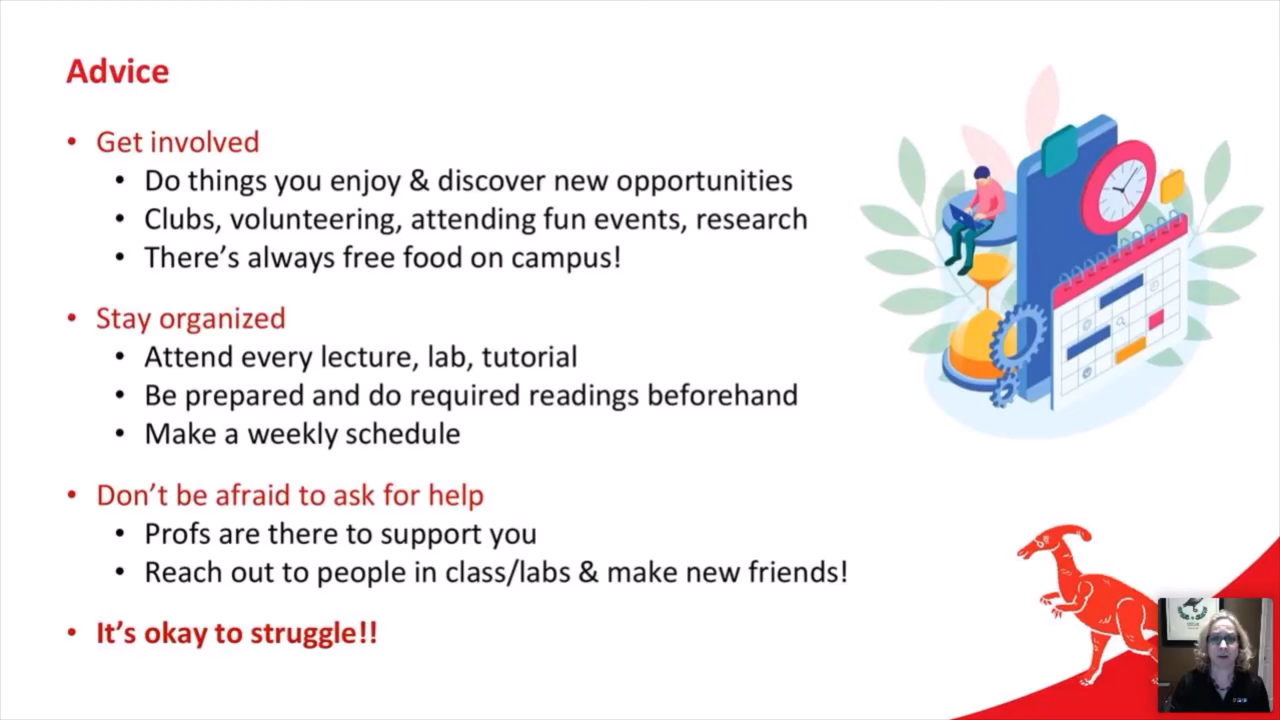 Advice
• Get involved
• Do things you enjoy & discover new opportunities
• Clubs, volunteering, attending fun events, research
• There’s always free food on campus!
• Stay organized
• Attend every lecture, lab, tutorial
• Be prepared and do required readings beforehand
• Make a weekly schedule
• Don’t be afraid to ask for help
• Profs are there to support you
• Reach out to people in class/labs & make new friends!
• It’s okay to struggle!!